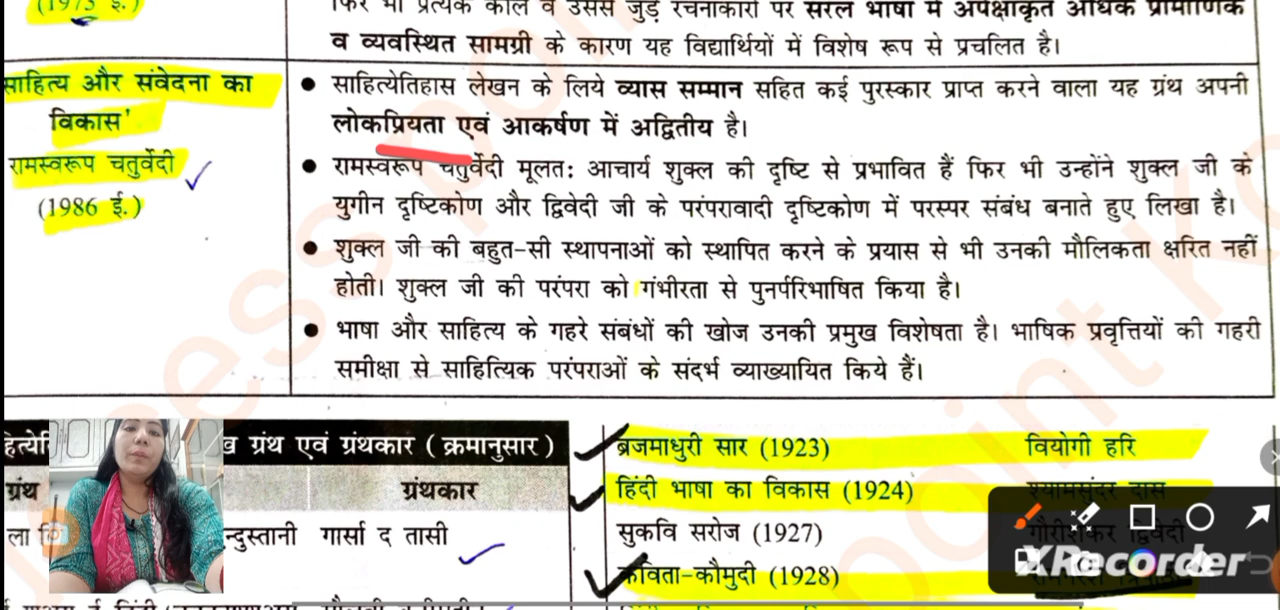 (1973 ई.)
फिर भी प्रत्येक काल व उससे जुड़े रचनाकारों पर सरल भाषा में अपेक्षाकृत अधिक प्रामाणिक
व व्यवस्थित सामग्री के कारण यह विद्यार्थियों में विशेष रूप से प्रचलित है।
साहित्य और संवेदना का
विकास'
रामस्वरूप चतुर्वेदी
(1986 ई.)
● साहित्येतिहास लेखन के लिये व्यास सम्मान सहित कई पुरस्कार प्राप्त करने वाला यह ग्रंथ अपनी
लोकप्रियता एवं आकर्षण में अद्वितीय है।
● रामस्वरूप चतुर्वेदी मूलत: आचार्य शुक्ल की दृष्टि से प्रभावित हैं फिर भी उन्होंने शुक्ल जी के
युगीन दृष्टिकोण और द्विवेदी जी के परंपरावादी दृष्टिकोण में परस्पर संबंध बनाते हुए लिखा है।
● शुक्ल जी की बहुत-सी स्थापनाओं को स्थापित करने के प्रयास से भी उनकी मौलिकता क्षरित नहीं
होती। शुक्ल जी की परंपरा को गंभीरता से पुनर्परिभाषित किया है।
● भाषा और साहित्य के गहरे संबंधों की खोज उनकी प्रमुख विशेषता है। भाषिक प्रवृत्तियों की गहरी
समीक्षा से साहित्यिक परंपराओं के संदर्भ व्याख्यायित किये हैं।
ग्रंथ एवं ग्रंथकार (क्रमानुसार)
ग्रंथ ग्रंथकार
न्दुस्तानी गार्सा द तासी
ब्रजमाधुरी सार (1923) वियोगी हरि
हिंदी भाषा का विकास (1924) श्यामसुंदर दास
सुकवि सरोज (1927) गौरीशंकर द्विवेदी
कविता-कौमुदी (1928)
XRecorder